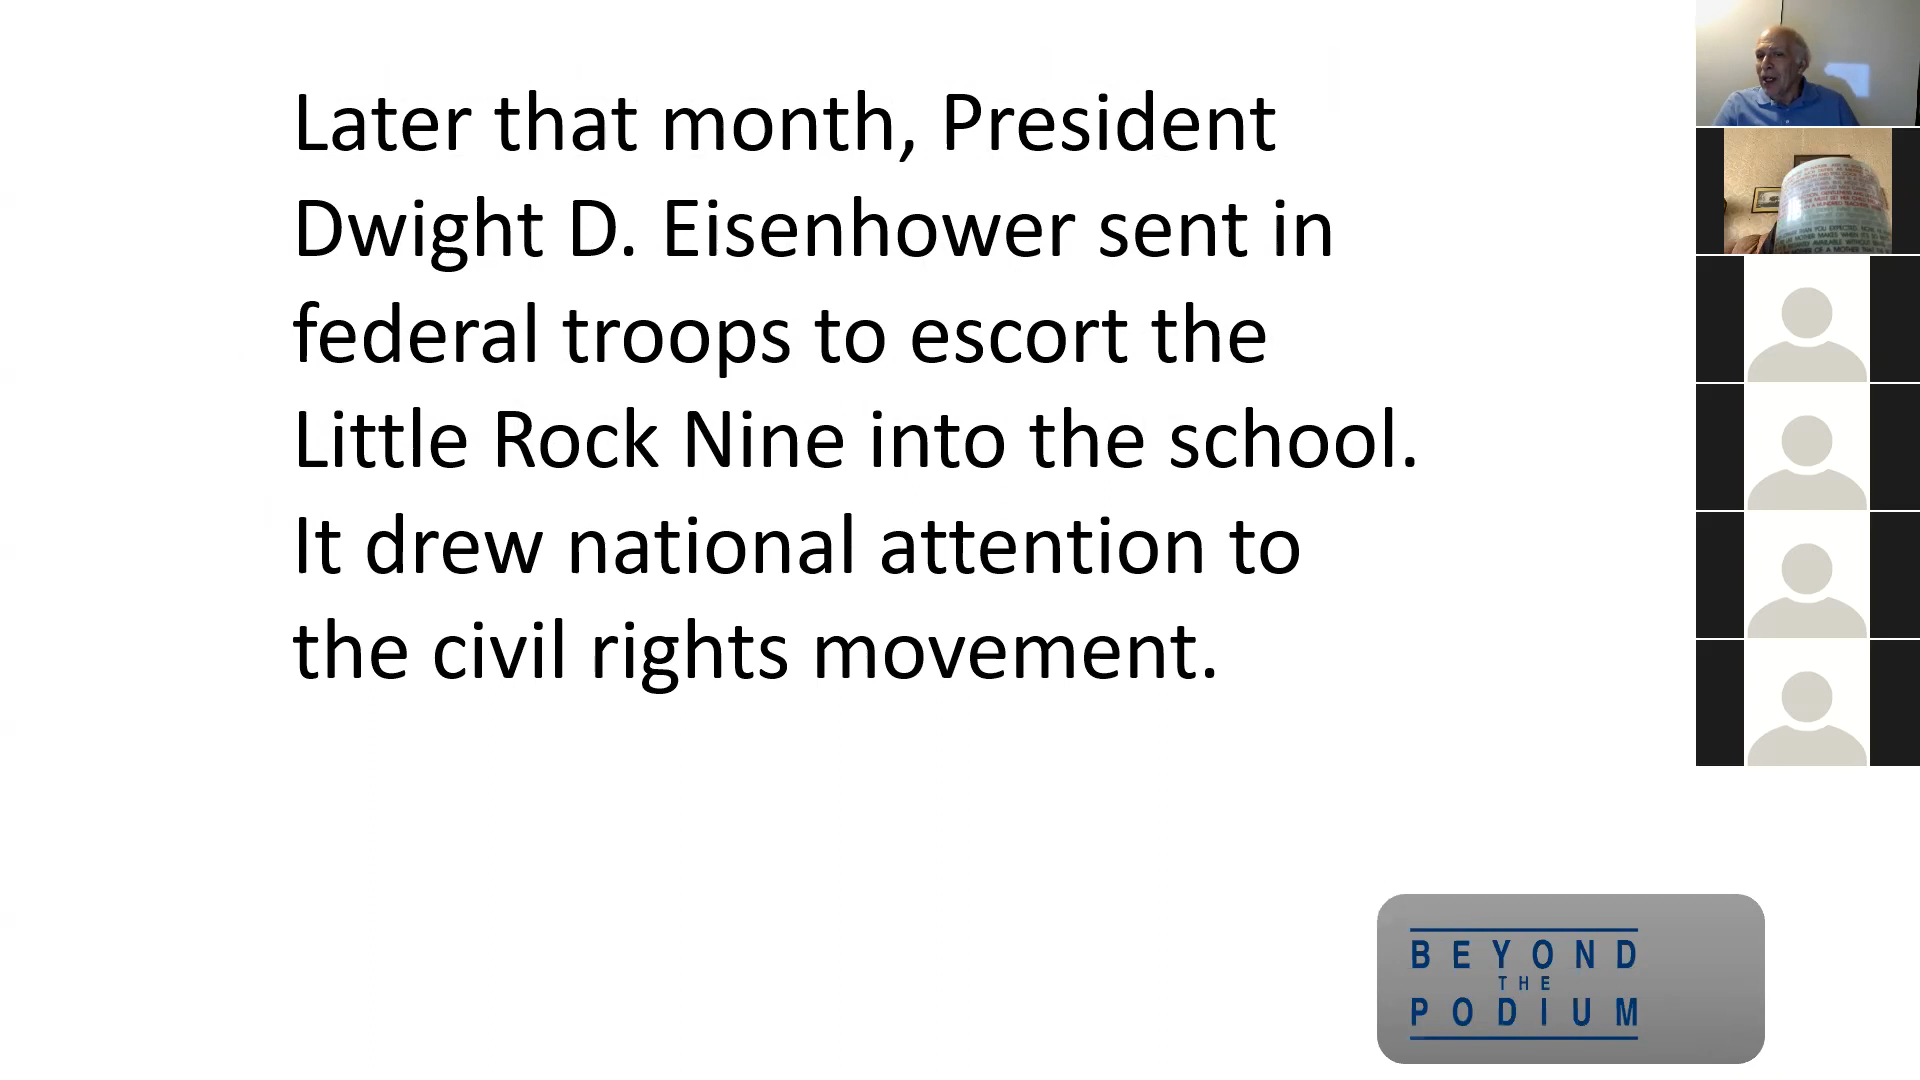 Later that month, President
Dwight D. Eisenhower sent in
federal troops to escort the
Little Rock Nine into the school.
It drew national attention to
the civil rights movement.
BEYOND
THE
PODIUM